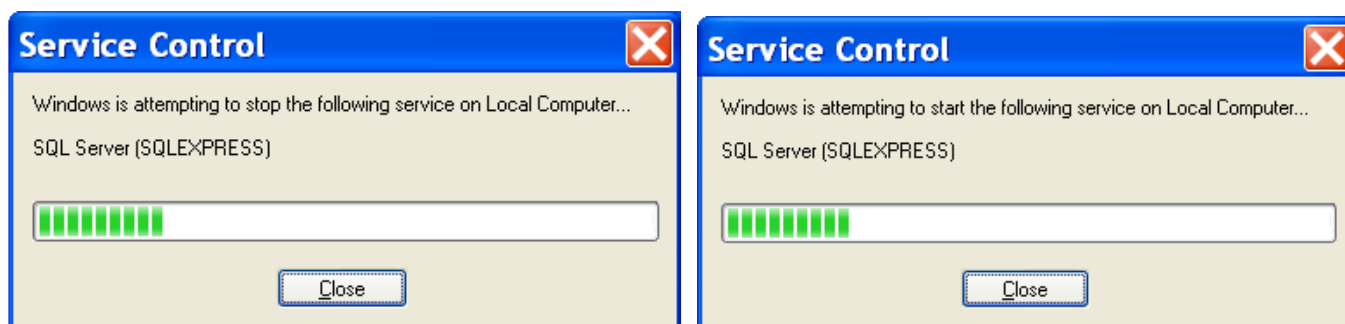 Service Control
Windows is attempting to stop the following service on Local Computer...
SQL Server (SQLEXPRESS)
Close
Service Control
Windows is attempting to start the following service on Local Computer...
SQL Server (SQLEXPRESS)
Close